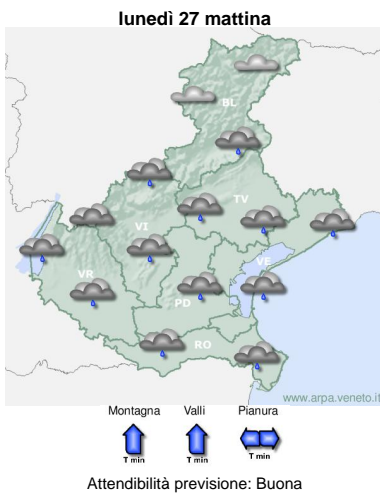 lunedì 27 mattina
BL
TV
VI
VE
VR
PD
RO
www.arpa.veneto.it
Montagna Valli Pianura
T min T min T min
Attendibilità previsione: Buona